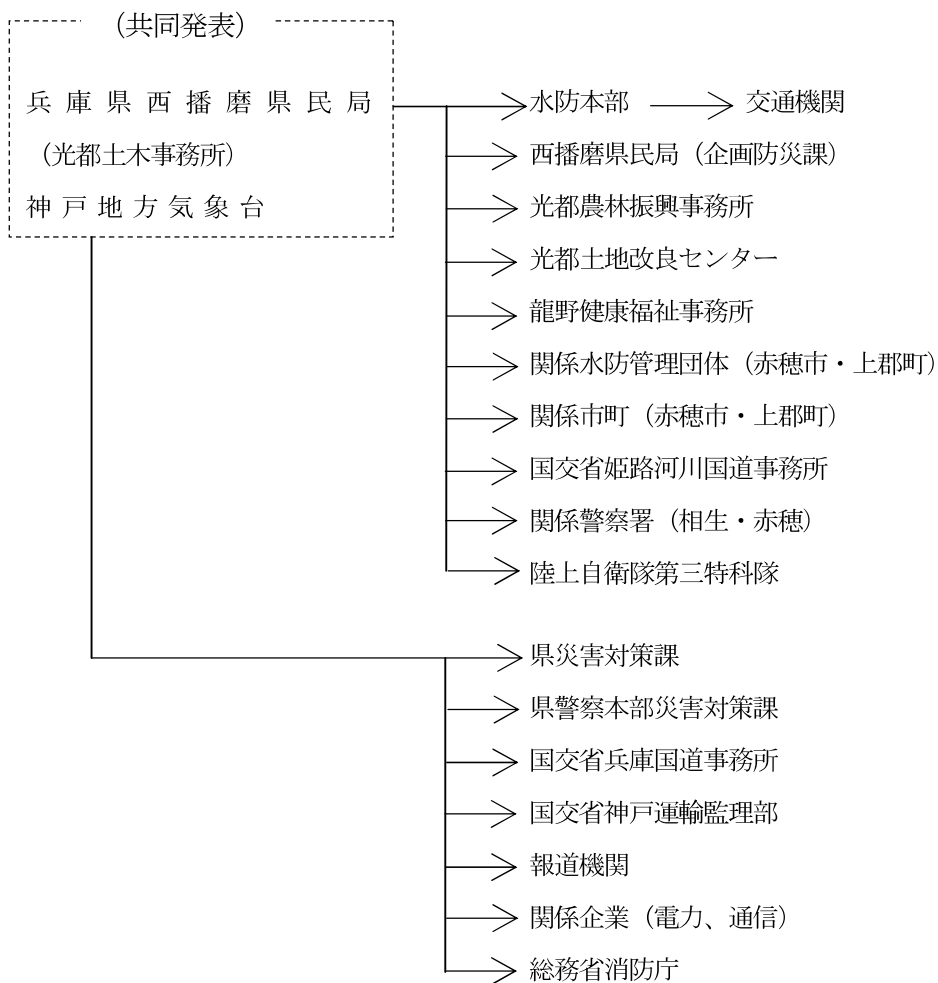 （共同発表）
兵庫県西播磨県民局
（光都土木事務所）
神戸地方気象台
水防本部
交通機関
西播磨県民局（企画防災課）
光都農林振興事務所
光都土地改良センター
龍野健康福祉事務所
関係水防管理団体（赤穂市・上郡町）
関係市町（赤穂市・上郡町）
国交省姫路河川国道事務所
関係警察署（相生・赤穂）
陸上自衛隊第三特科隊
県災害対策課
県警察本部災害対策課
国交省兵庫国道事務所
国交省神戸運輸監理部
報道機関
関係企業（電力、通信）
総務省消防庁